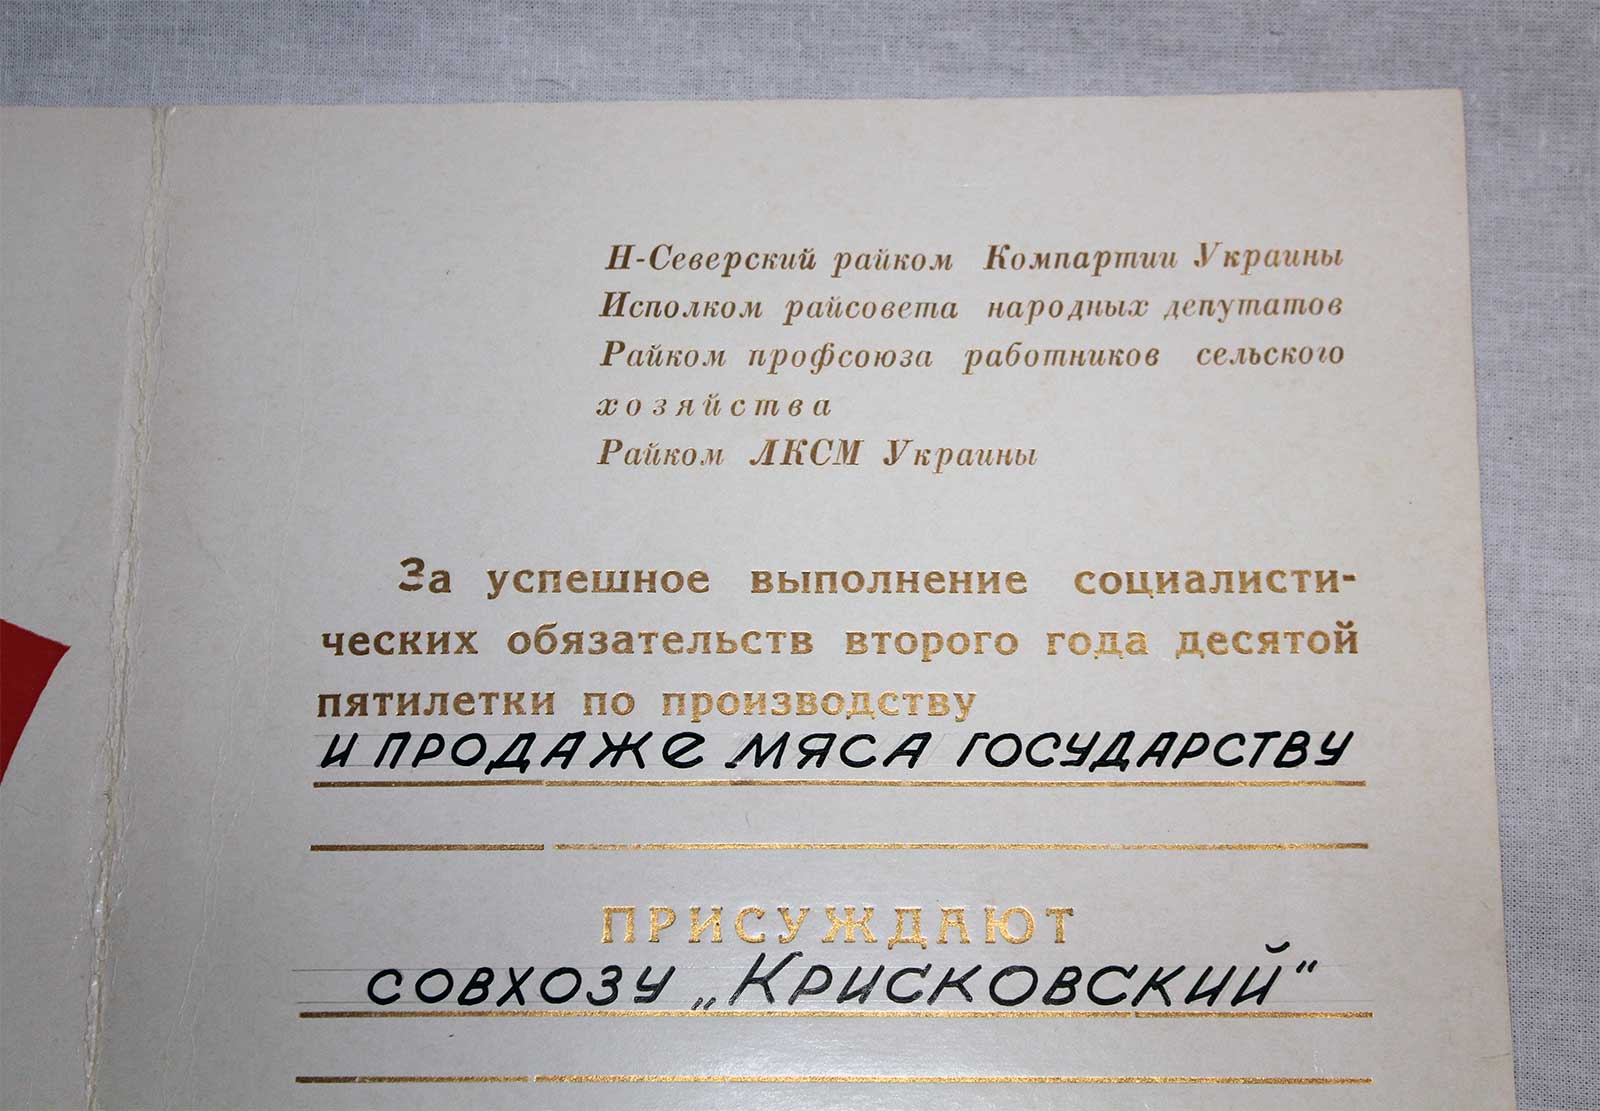 Н-Северский райком Компартии Украины
Исполком райсовета народных депутатов
Райком профсоюза работников сельского
хозяйства
Райком ЛКСМ Украины
За успешное выполнение социалисти-
ческих обязательств второго года десятой
пятилетки по производству
и продаже мяса государству
ПРИСУЖДАЮТ
совхозу „Крисковский"